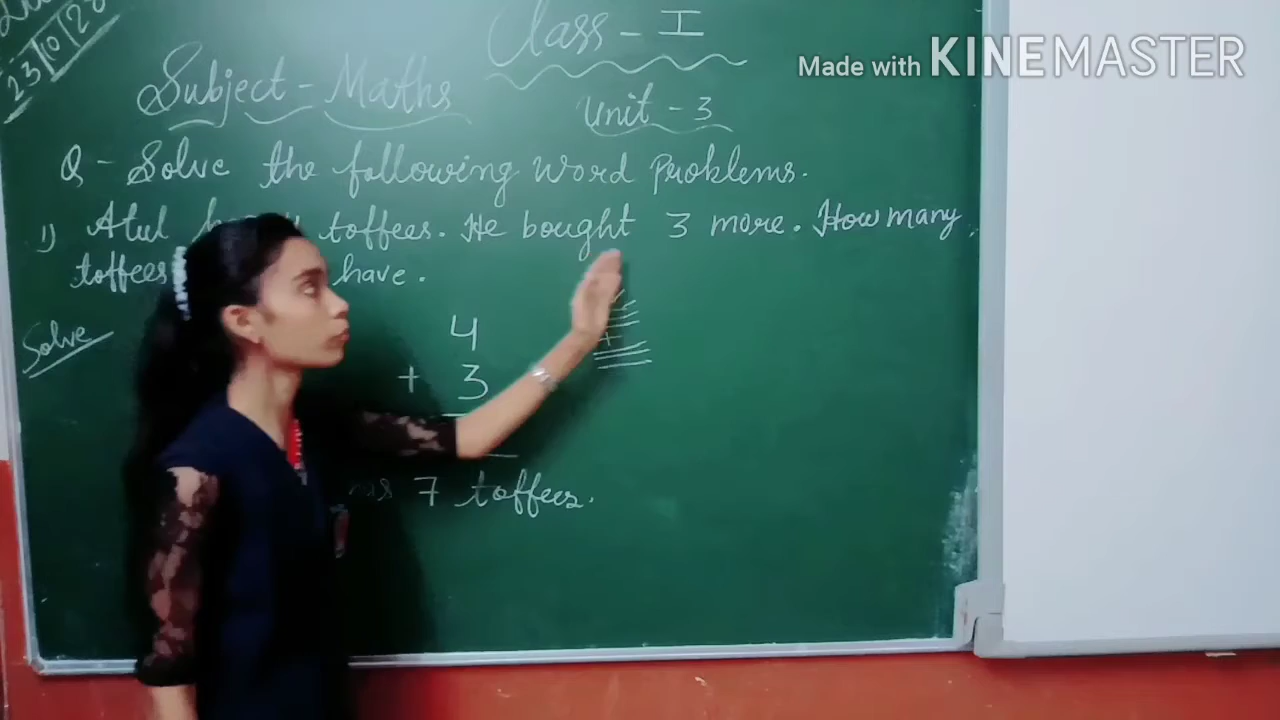 23/10/20
Class - I
Made with KINEMASTER
Subject - Maths
Unit - 3
Q - Solve the following Word Problems.
1) Atul toffees. He bought 3 more. How many
toffees have.
Solve
4
+ 3
7 toffees.